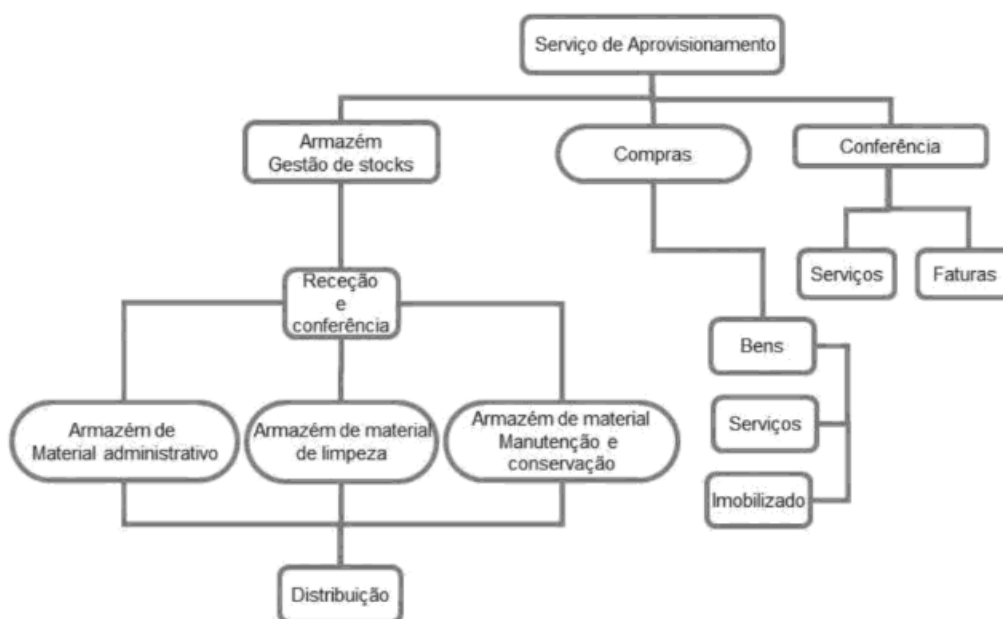 Serviço de Aprovisionamento
Armazém
Gestão de stocks
Compras
Conferência
Serviços
Faturas
Receção
e
conferência
Bens
Serviços
Imobilizado
Armazém de
Material administrativo
Armazém de material
de limpeza
Armazém de material
Manutenção e
conservação
Distribuição